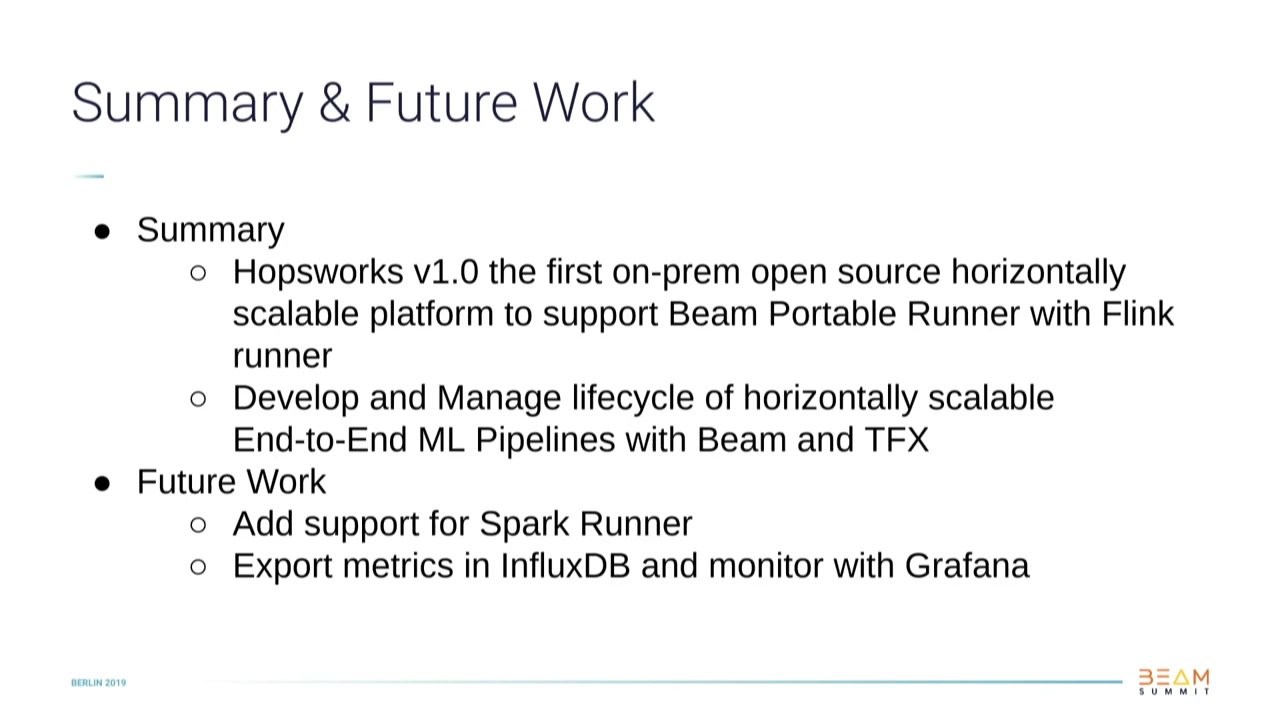 Summary & Future Work
● Summary
○ Hopsworks v1.0 the first on-prem open source horizontally
scalable platform to support Beam Portable Runner with Flink
runner
○ Develop and Manage lifecycle of horizontally scalable
End-to-End ML Pipelines with Beam and TFX
● Future Work
○ Add support for Spark Runner
○ Export metrics in InfluxDB and monitor with Grafana
BERLIN 2019
BEAM
SUMMIT